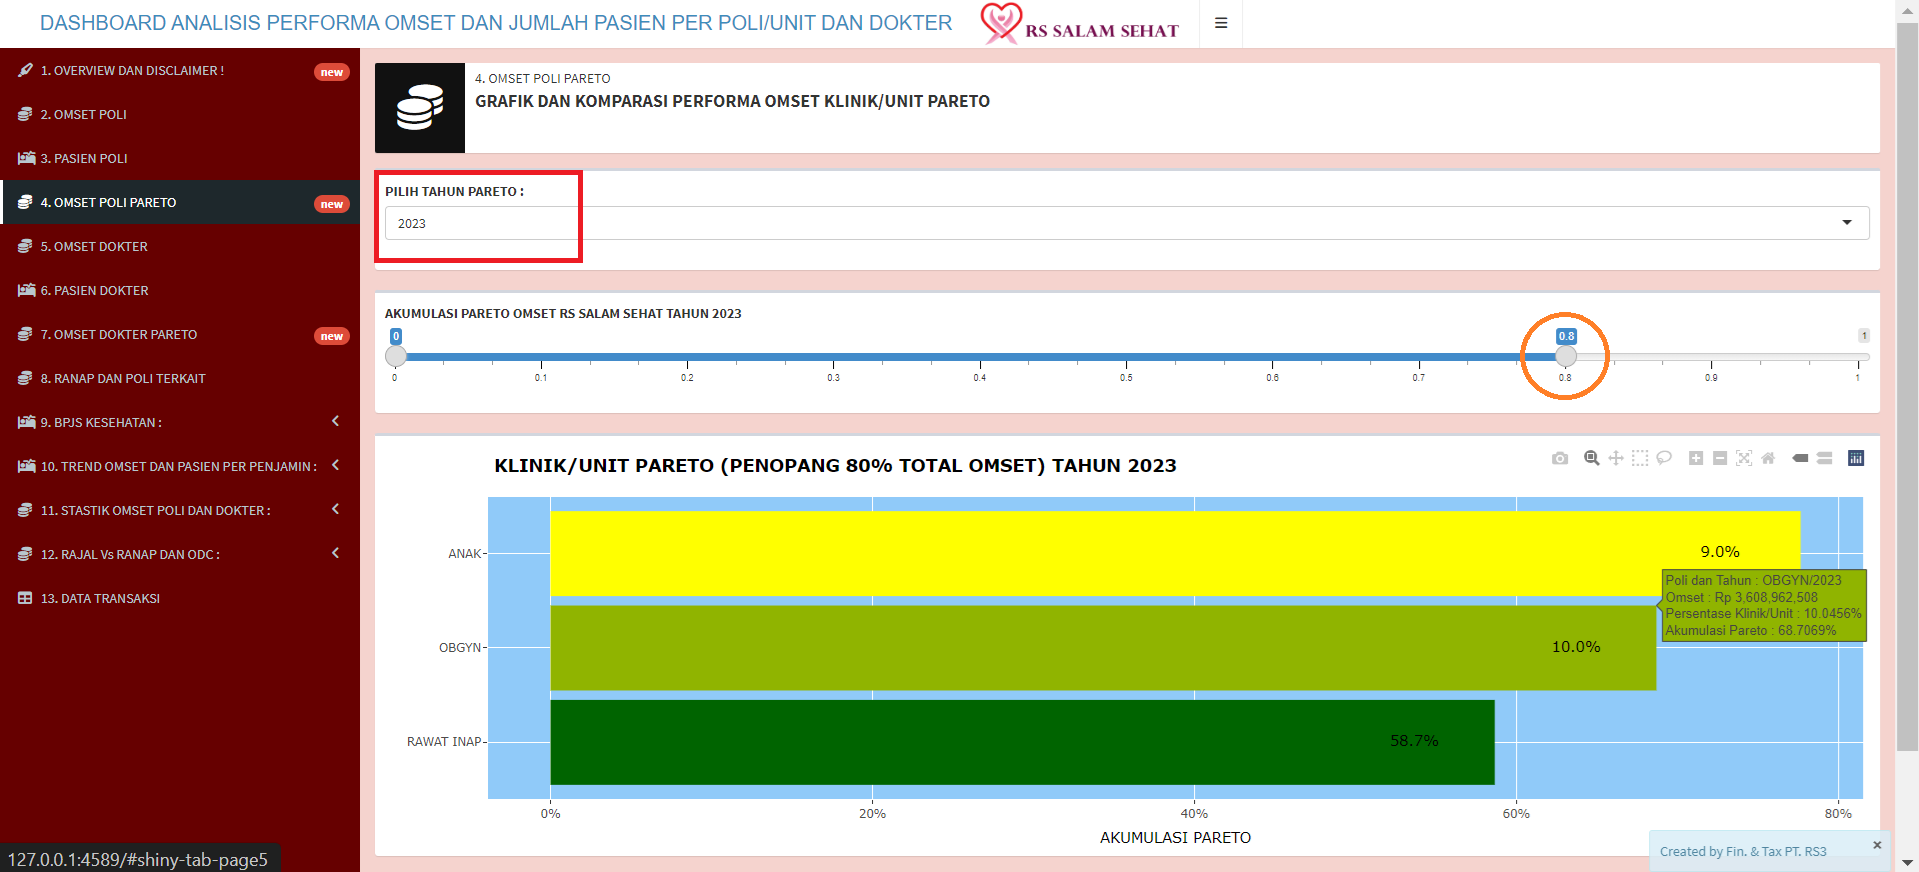 DASHBOARD ANALISIS PERFORMA OMSET DAN JUMLAH PASIEN PER POLI/UNIT DAN DOKTER
RS SALAM SEHAT
1. OVERVIEW DAN DISCLAIMER !
new
2. OMSET POLI
3. PASIEN POLI
4. OMSET POLI PARETO
new
5. OMSET DOKTER
6. PASIEN DOKTER
7. OMSET DOKTER PARETO
new
8. RANAP DAN POLI TERKAIT
9. BPJS KESEHATAN :
10. TREND OMSET DAN PASIEN PER PENJAMIN :
11. STASTIK OMSET POLI DAN DOKTER :
12. RAJAL Vs RANAP DAN ODC :
13. DATA TRANSAKSI
127.0.0.1:4589/#shiny-tab-page5
4. OMSET POLI PARETO
GRAFIK DAN KOMPARASI PERFORMA OMSET KLINIK/UNIT PARETO
PILIH TAHUN PARETO :
2023
AKUMULASI PARETO OMSET RS SALAM SEHAT TAHUN 2023
0 0.8 1
0 0.1 0.2 0.3 0.4 0.5 0.6 0.7 0.8 0.9 1
KLINIK/UNIT PARETO (PENOPANG 80% TOTAL OMSET) TAHUN 2023
ANAK
9.0%
Poli dan Tahun : OBGYN/2023
Omset : Rp 3,608,962,508
Persentase Klinik/Unit : 10.0456%
Akumulasi Pareto : 68.7069%
OBGYN
10.0%
RAWAT INAP
58.7%
0% 20% 40% 60% 80%
AKUMULASI PARETO
Created by Fin. & Tax PT. RS3
×